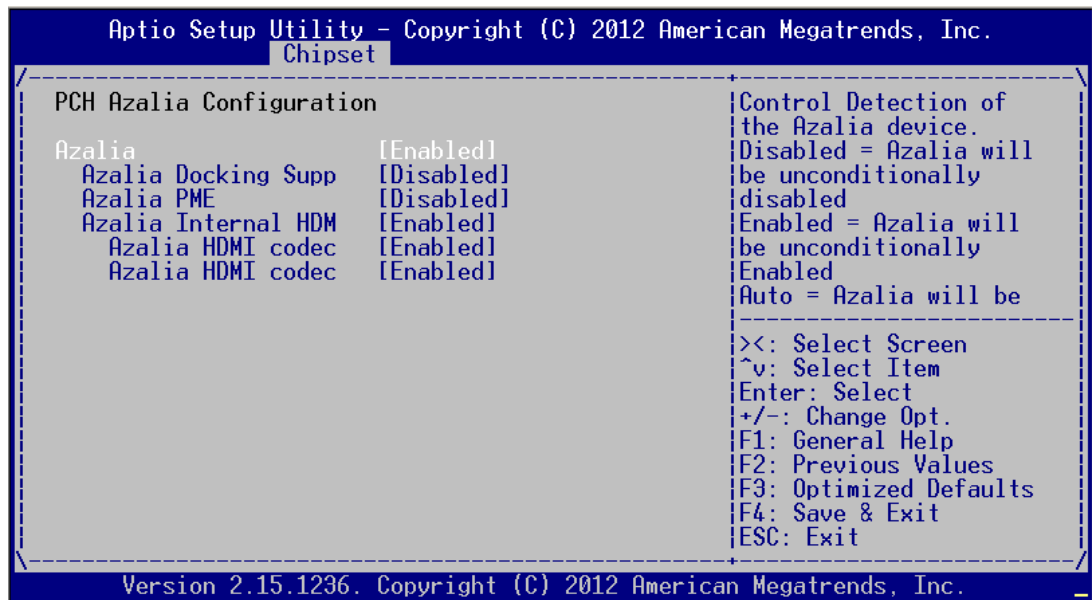 Aptio Setup Utility – Copyright (C) 2012 American Megatrends, Inc.
Chipset
PCH Azalia Configuration
Azalia [Enabled]
Azalia Docking Supp [Disabled]
Azalia PME [Disabled]
Azalia Internal HDM [Enabled]
Azalia HDMI codec [Enabled]
Azalia HDMI codec [Enabled]
Control Detection of
the Azalia device.
Disabled = Azalia will
be unconditionally
disabled
Enabled = Azalia will
be unconditionally
Enabled
Auto = Azalia will be
><: Select Screen
^v: Select Item
Enter: Select
+/-: Change Opt.
F1: General Help
F2: Previous Values
F3: Optimized Defaults
F4: Save & Exit
ESC: Exit
Version 2.15.1236. Copyright (C) 2012 American Megatrends, Inc.